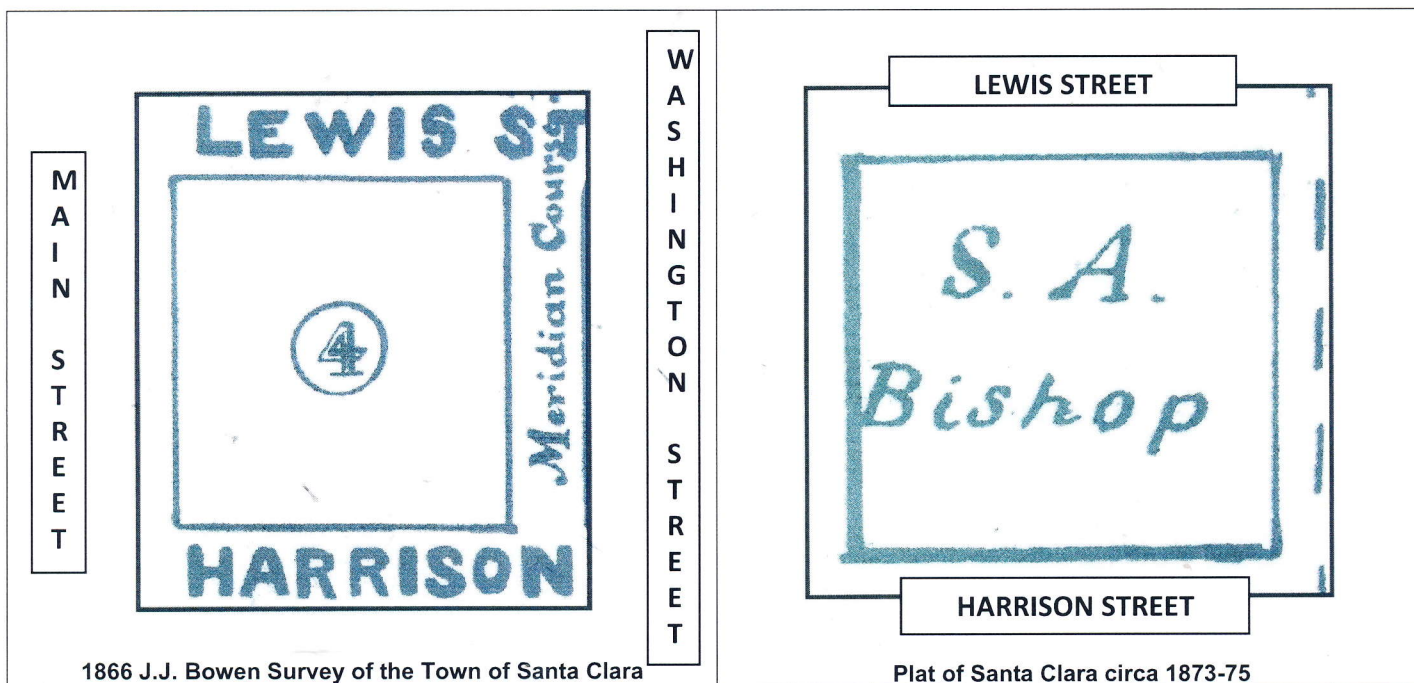 LEWIS ST.
MAIN STREET
4
Meridian Course
HARRISON
WASHINGTON STREET
1866 J.J. Bowen Survey of the Town of Santa Clara
LEWIS STREET
S. A.
Bishop
HARRISON STREET
Plat of Santa Clara circa 1873-75